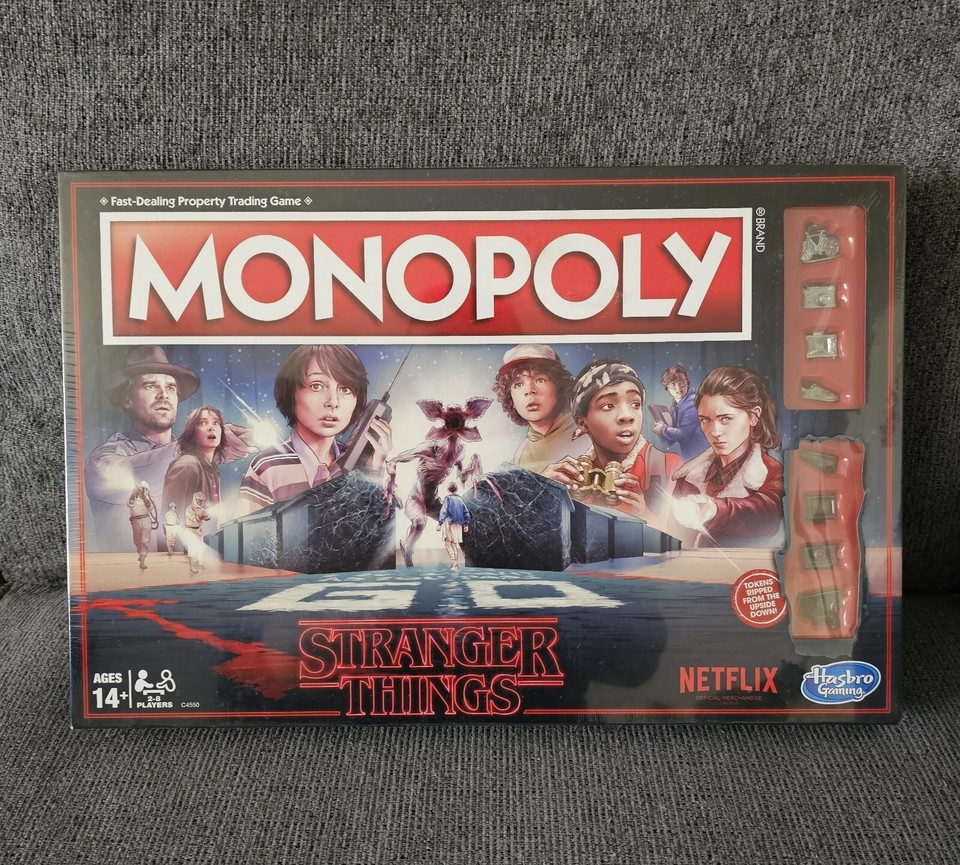 ◈ Fast-Dealing Property Trading Game ◈
MONOPOLY
®BRAND
GO
TOKENS
RIPPED
FROM THE
UPSIDE
DOWN!
STRANGER
THINGS
AGES
14+
2-8
PLAYERS
C4550
NETFLIX
OFFICIAL MERCHANDISE
Hasbro
Gaming